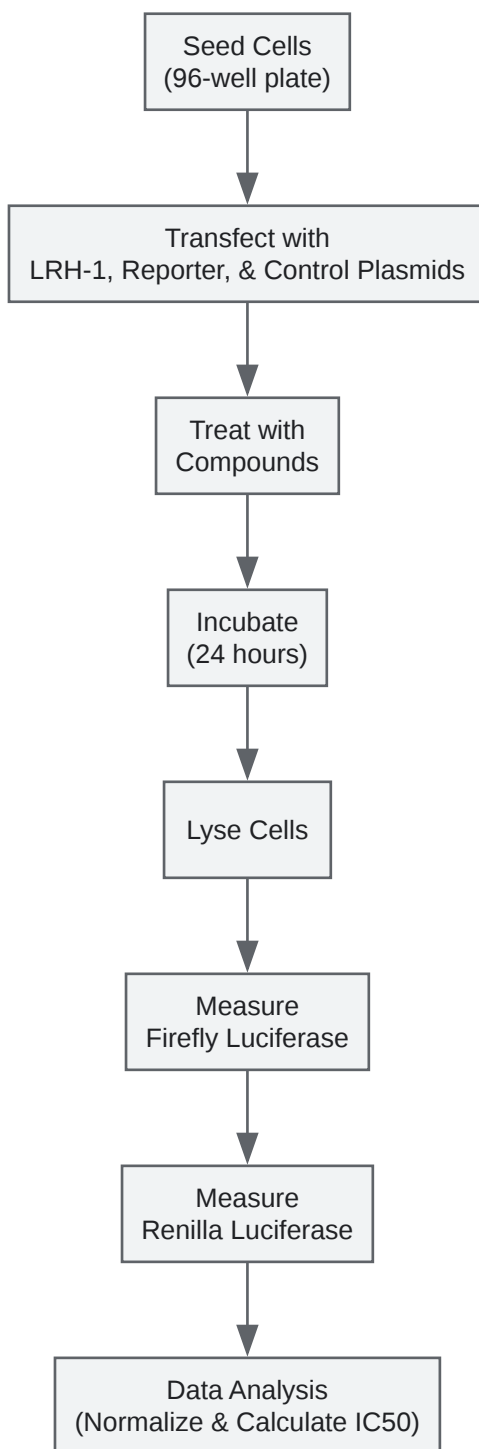 Seed Cells
(96-well plate)
Transfect with
LRH-1, Reporter, & Control Plasmids
Treat with
Compounds
Incubate
(24 hours)
Lyse Cells
Measure
Firefly Luciferase
Measure
Renilla Luciferase
Data Analysis
(Normalize & Calculate IC50)